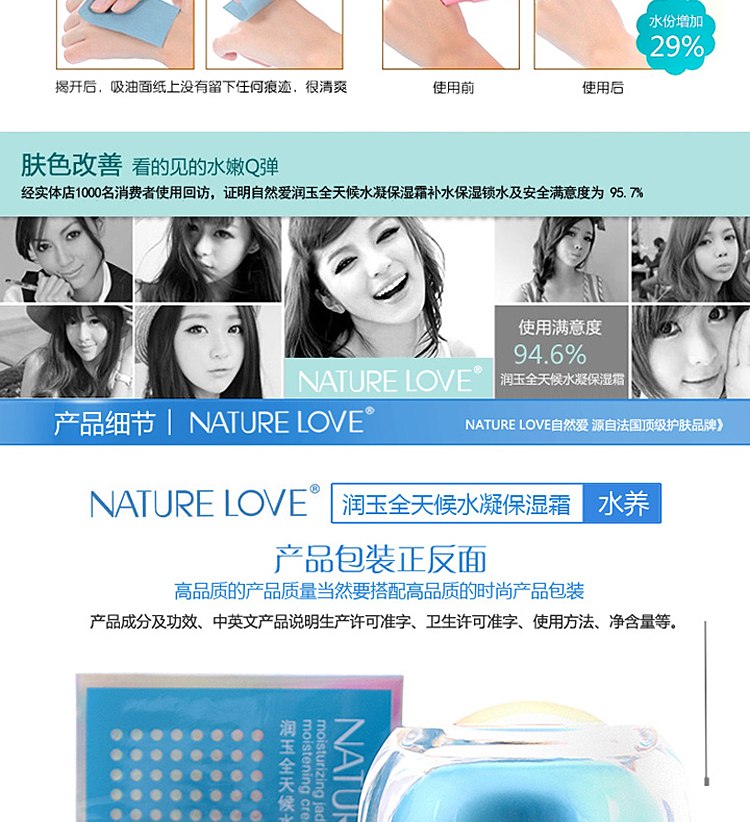 水份增加
29%
揭开后，吸油面纸上没有留下任何痕迹，很清爽
使用前
使用后
肤色改善 看的见的水嫩Q弹
经实体店1000名消费者使用回访，证明自然爱润玉全天候水凝保湿霜补水保湿锁水及安全满意度为 95.7%
使用满意度
94.6%
润玉全天候水凝保湿霜
NATURE LOVE®
产品细节 | NATURE LOVE®
NATURE LOVE自然爱 源自法国顶级护肤品牌》
NATURE LOVE® 润玉全天候水凝保湿霜 水养
产品包装正反面
高品质的产品质量当然要搭配高品质的时尚产品包装
产品成分及功效、中英文产品说明生产许可准字、卫生许可准字、使用方法、净含量等。
NATUR
moisturizing jad
moistening cre
润玉全天候水